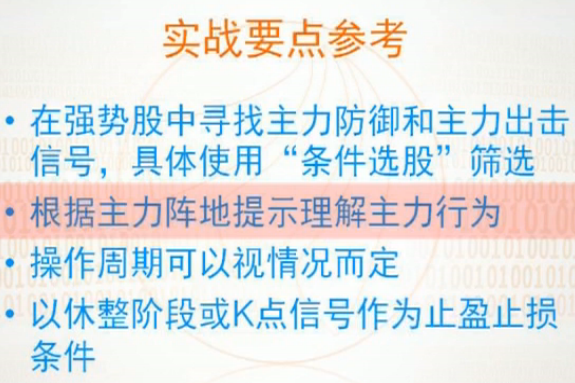 实战要点参考
• 在强势股中寻找主力防御和主力出击
信号，具体使用“条件选股”筛选
• 根据主力阵地提示理解主力行为
• 操作周期可以视情况而定
• 以休整阶段或K点信号作为止盈止损
条件